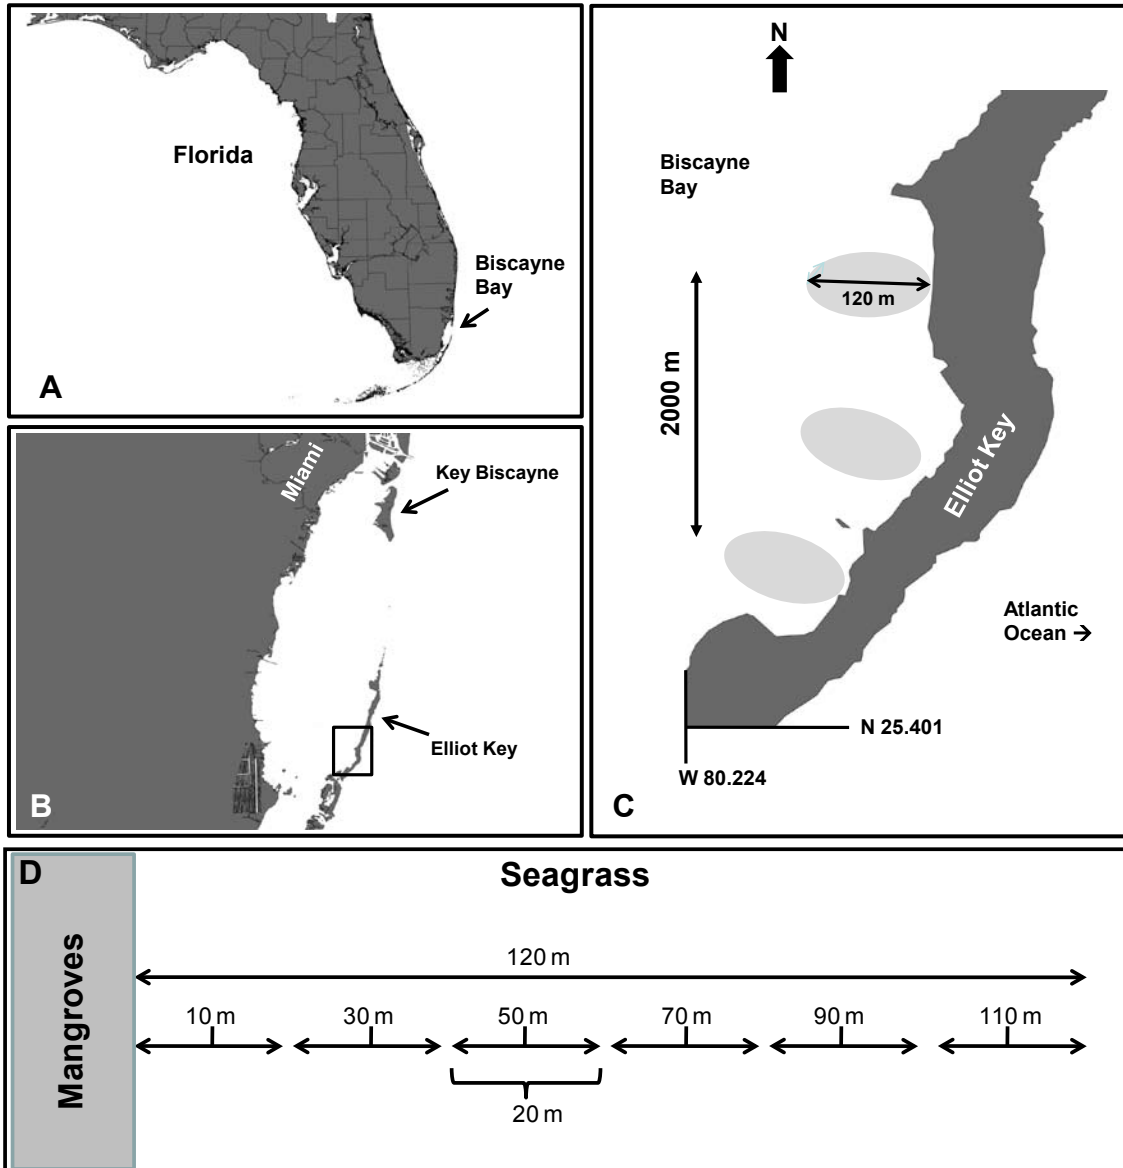 Florida
Biscayne
Bay
A
Miami
Key Biscayne
Elliot Key
B
N
Biscayne
Bay
120 m
2000 m
Elliot Key
Atlantic
Ocean →
N 25.401
W 80.224
C
D
Seagrass
Mangroves
120 m
10 m
30 m
50 m
70 m
90 m
110 m
20 m